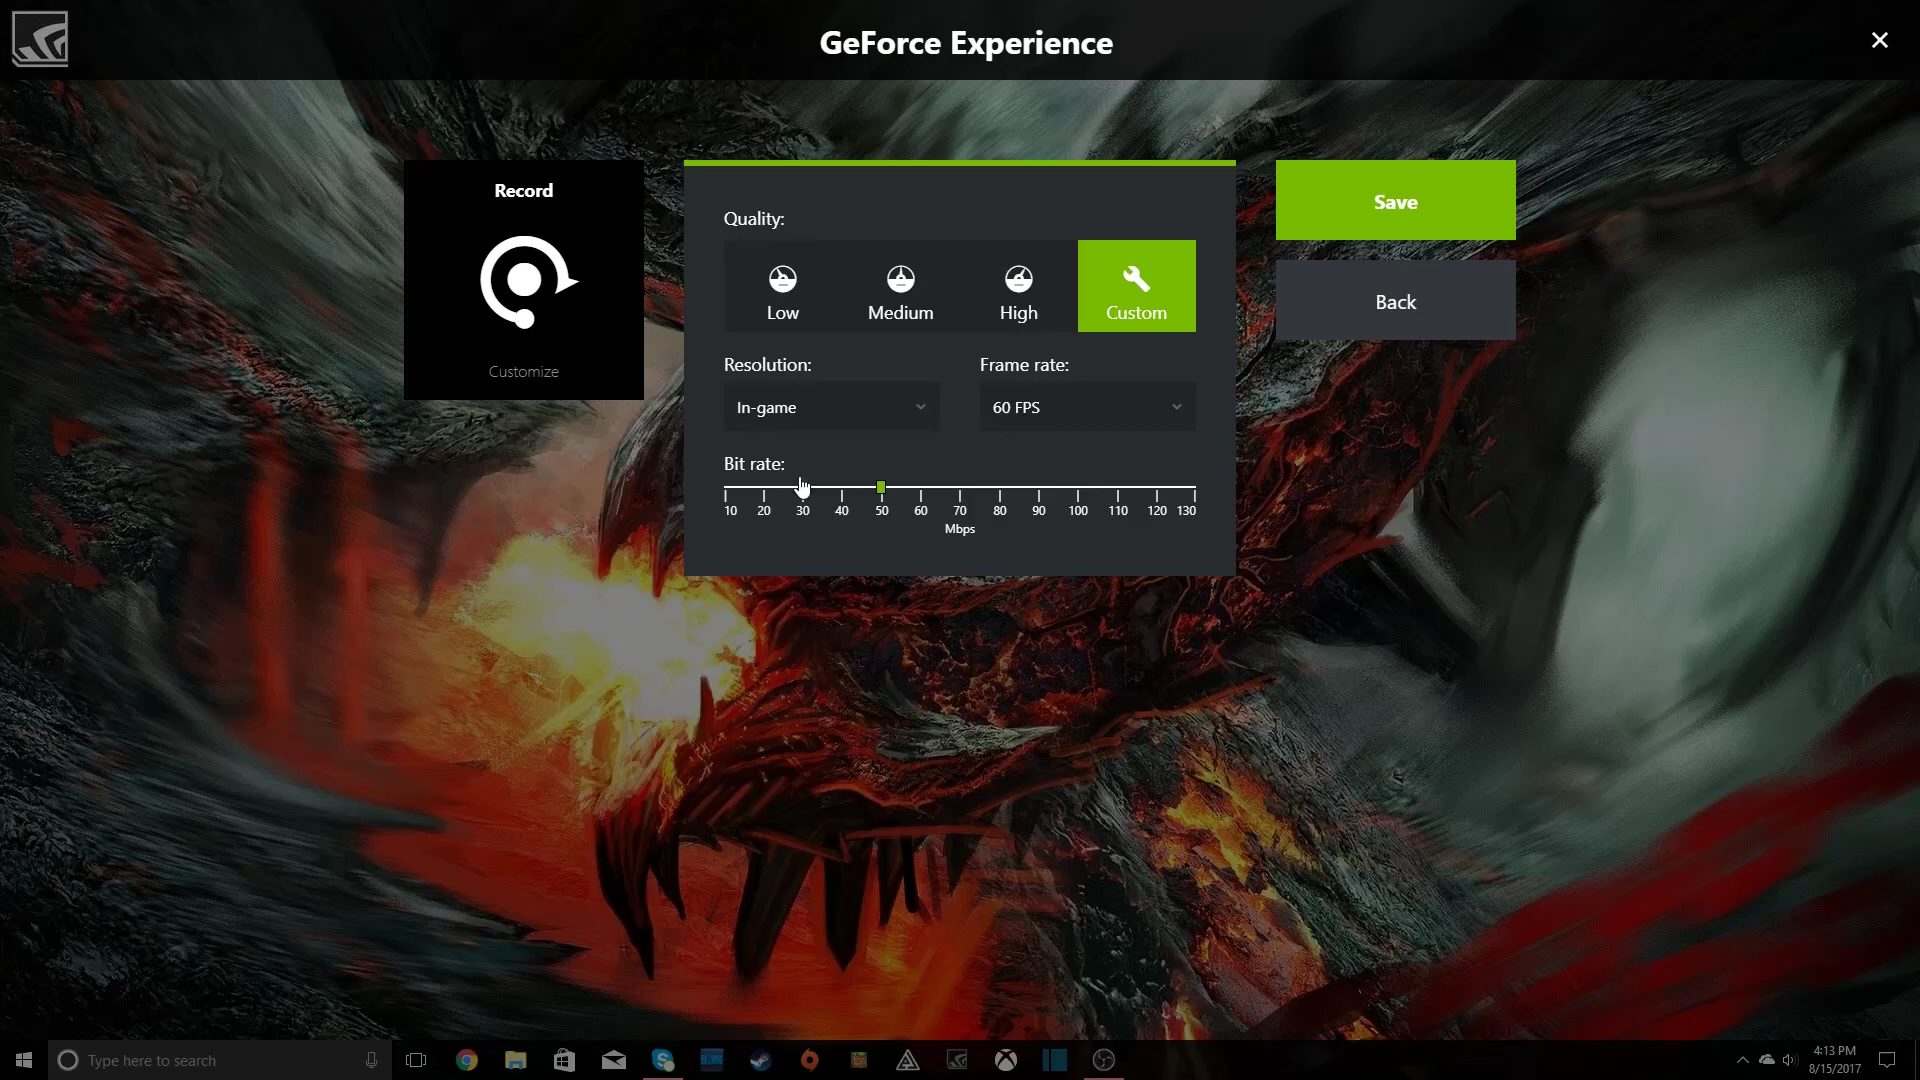 GeForce Experience
Record
Customize
Quality:
Low
Medium
High
Custom
Resolution:
Frame rate:
In-game
60 FPS
Bit rate:
10 20 30 40 50 60 70 80 90 100 110 120 130
Mbps
Save
Back
Type here to search
4:13 PM
8/15/2017